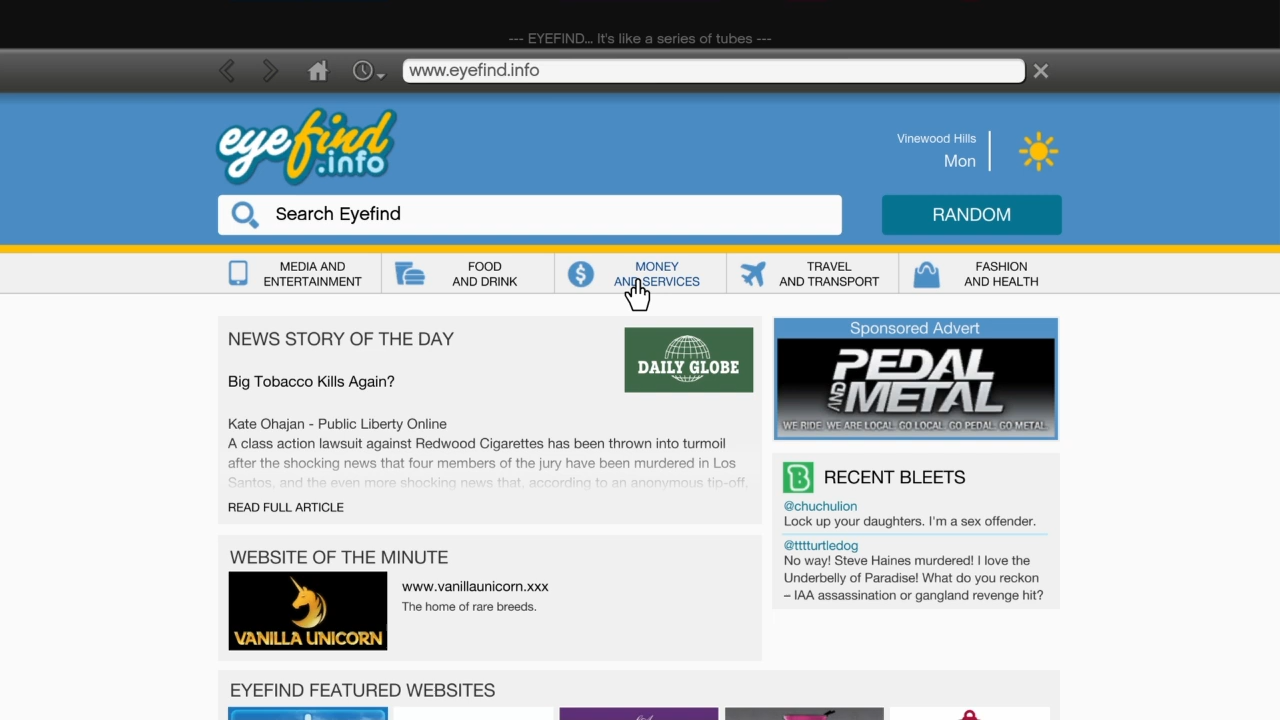 --- EYEFIND... It's like a series of tubes ---
www.eyefind.info
eyefind
.info
Vinewood Hills
Mon
Search Eyefind
RANDOM
MEDIA AND
ENTERTAINMENT
FOOD
AND DRINK
MONEY
AND SERVICES
TRAVEL
AND TRANSPORT
FASHION
AND HEALTH
NEWS STORY OF THE DAY
DAILY GLOBE
Big Tobacco Kills Again?
Kate Ohajan - Public Liberty Online
A class action lawsuit against Redwood Cigarettes has been thrown into turmoil
after the shocking news that four members of the jury have been murdered in Los
Santos, and the even more shocking news that, according to an anonymous tip-off,
READ FULL ARTICLE
Sponsored Advert
PEDAL
AND
METAL
WE RIDE. WE ARE LOCAL. GO LOCAL. GO PEDAL. GO METAL.
B
RECENT BLEETS
@chuchulion
Lock up your daughters. I'm a sex offender.
@tttturtledog
No way! Steve Haines murdered! I love the
Underbelly of Paradise! What do you reckon
– IAA assassination or gangland revenge hit?
WEBSITE OF THE MINUTE
VANILLA UNICORN
www.vanillaunicorn.xxx
The home of rare breeds.
EYEFIND FEATURED WEBSITES